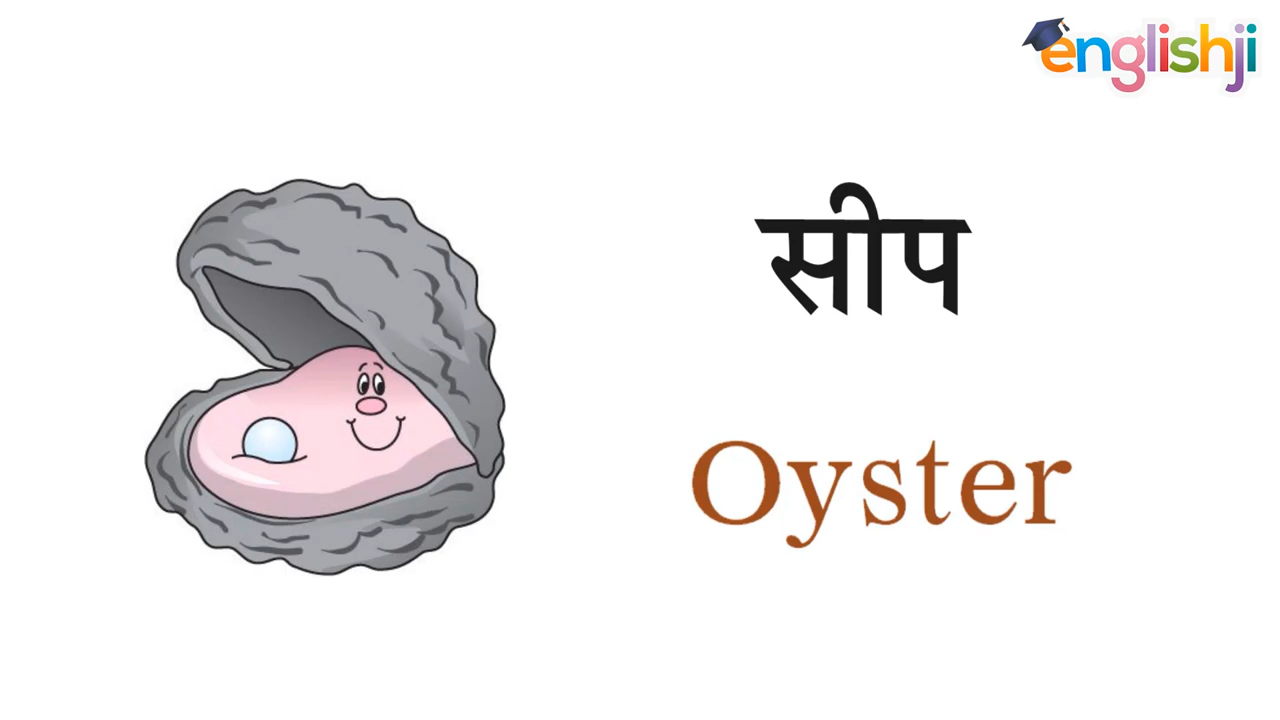 englishji
सीप
Oyster